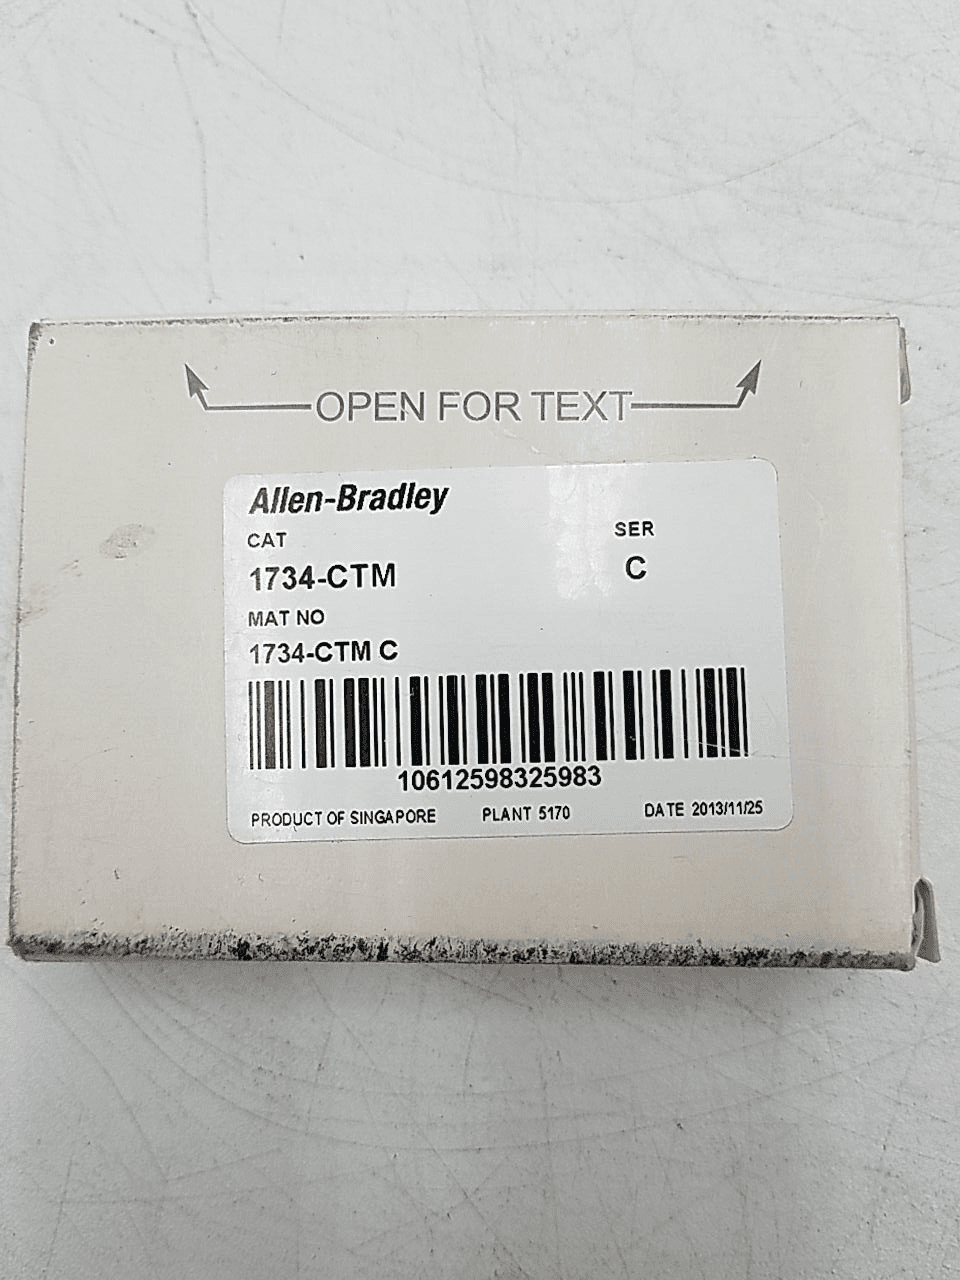 OPEN FOR TEXT
Allen-Bradley
CAT SER
1734-CTM C
MAT NO
1734-CTM C
10612598325983
PRODUCT OF SINGAPORE PLANT 5170 DATE 2013/11/25